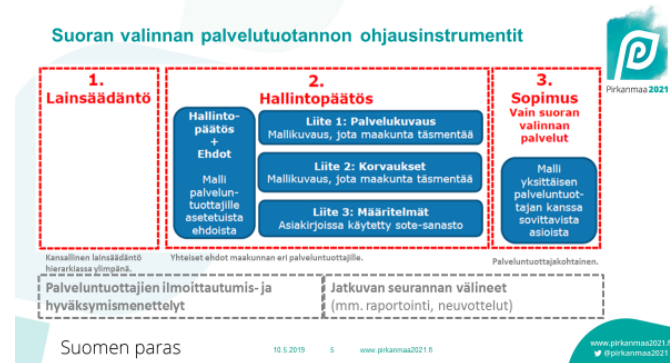 Suoran valinnan palvelutuotannon ohjausinstrumentit
Pirkanmaa2021
1.
Lainsäädäntö
2.
Hallintopäätös
3.
Sopimus
Vain suoran
valinnan
palvelut
Hallinto-
päätös
+
Ehdot
Malli
palvelun-
tuottajille
asetetuista
ehdoista
Liite 1: Palvelukuvaus
Mallikuvaus, jota maakunta täsmentää
Liite 2: Korvaukset
Mallikuvaus, jota maakunta täsmentää
Liite 3: Määritelmät
Asiakirjoissa käytetty sote-sanasto
Malli
yksittäisen
palveluntuot-
tajan kanssa
sovittavista
asioista
Kansallinen lainsäädäntö
hierarkiassa ylimpänä.
Yhteiset ehdot maakunnan eri palveluntuottajille.
Palveluntuottajakohtainen.
Palveluntuottajien ilmoittautumis- ja
hyväksymismenettelyt
Jatkuvan seurannan välineet
(mm. raportointi, neuvottelut)
Suomen paras
10.5.2019 5 www.pirkanmaa2021.fi
www.pirkanmaa2021.fi
@pirkanmaa2021